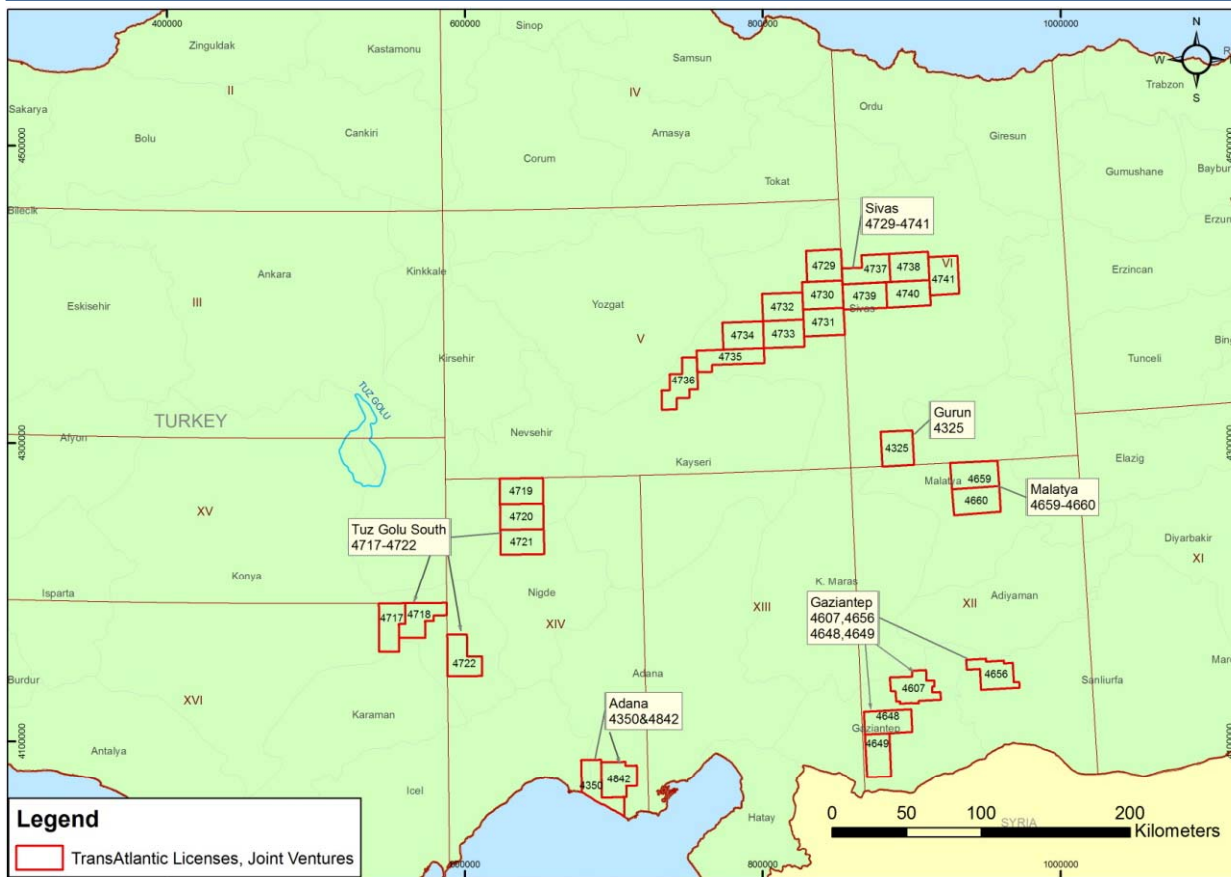 400000
600000
800000
1000000
Sinop
Zinguldak
Kastamonu
Samsun
N
W
S
Trabzon
II
IV
Ordu
Sakarya
Bolu
Cankiri
Amasya
Giresun
4500000
Corum
Gumushane
Baybur
Tokat
Bilecik
Sivas
4729-4741
Erzun
Ankara
Kinkkale
4729
4737
4738
VI
4741
Erzincan
Eskisehir
III
Yozgat
4732
4730
4739
4740
Sivas
4734
4733
4731
V
Kirsehir
4735
Tunceli
Bing
4736
TUZ GOLU
TURKEY
Gurun
4325
Afyon
Nevsehir
4325
4300000
Kayseri
Elazig
4719
Malatya
4659
4660
Malatya
4659-4660
XV
4720
Tuz Golu South
4717-4722
4721
Diyarbakir
XI
Konya
Isparta
Nigde
K. Maras
Adiyaman
XIII
XII
4717
4718
XIV
Gaziantep
4607,4656
4648,4649
4722
Burdur
Adana
4656
Sanliurfa
XVI
4607
Karaman
Adana
4350&4842
4648
Gaziantep
4649
4100000
Antalya
4350
4842
Icel
Hatay
Legend
TransAtlantic Licenses, Joint Ventures
0 50 100 200
Kilometers
SYRIA
800000
1000000